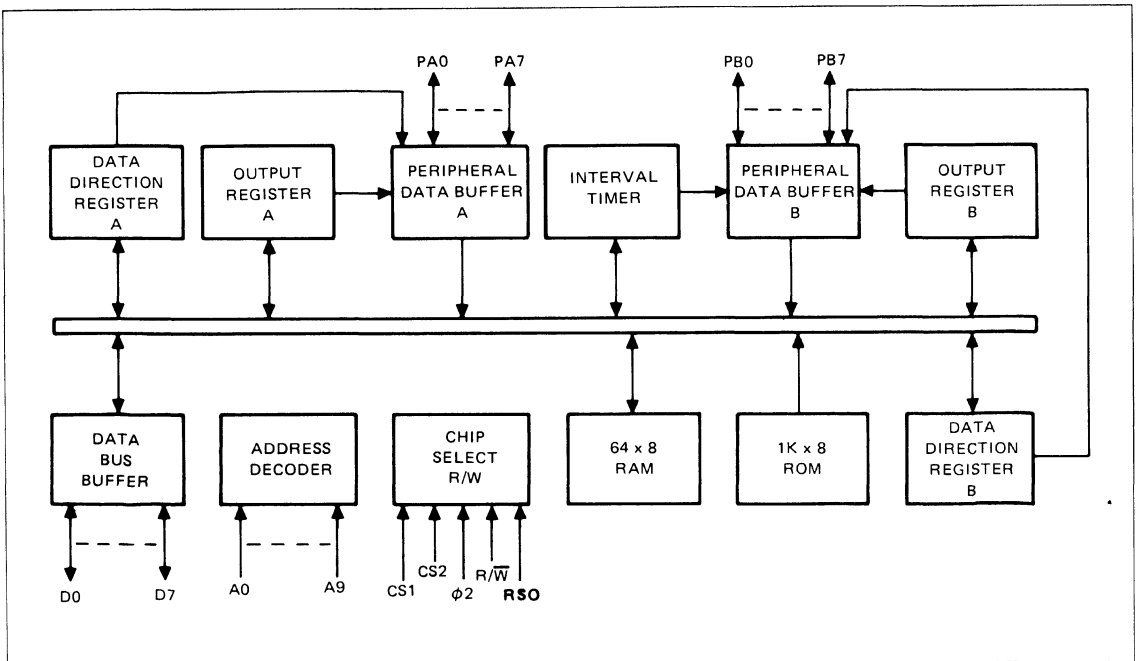 PA0 PA7 PB0 PB7
DATA
DIRECTION
REGISTER
A
OUTPUT
REGISTER
A
PERIPHERAL
DATA BUFFER
A
INTERVAL
TIMER
PERIPHERAL
DATA BUFFER
B
OUTPUT
REGISTER
B
DATA
BUS
BUFFER
ADDRESS
DECODER
CHIP
SELECT
R/W
64 x 8
RAM
1K x 8
ROM
DATA
DIRECTION
REGISTER
B
D0 D7 A0 A9 CS1 CS2 ϕ2 R/W̅ RSO